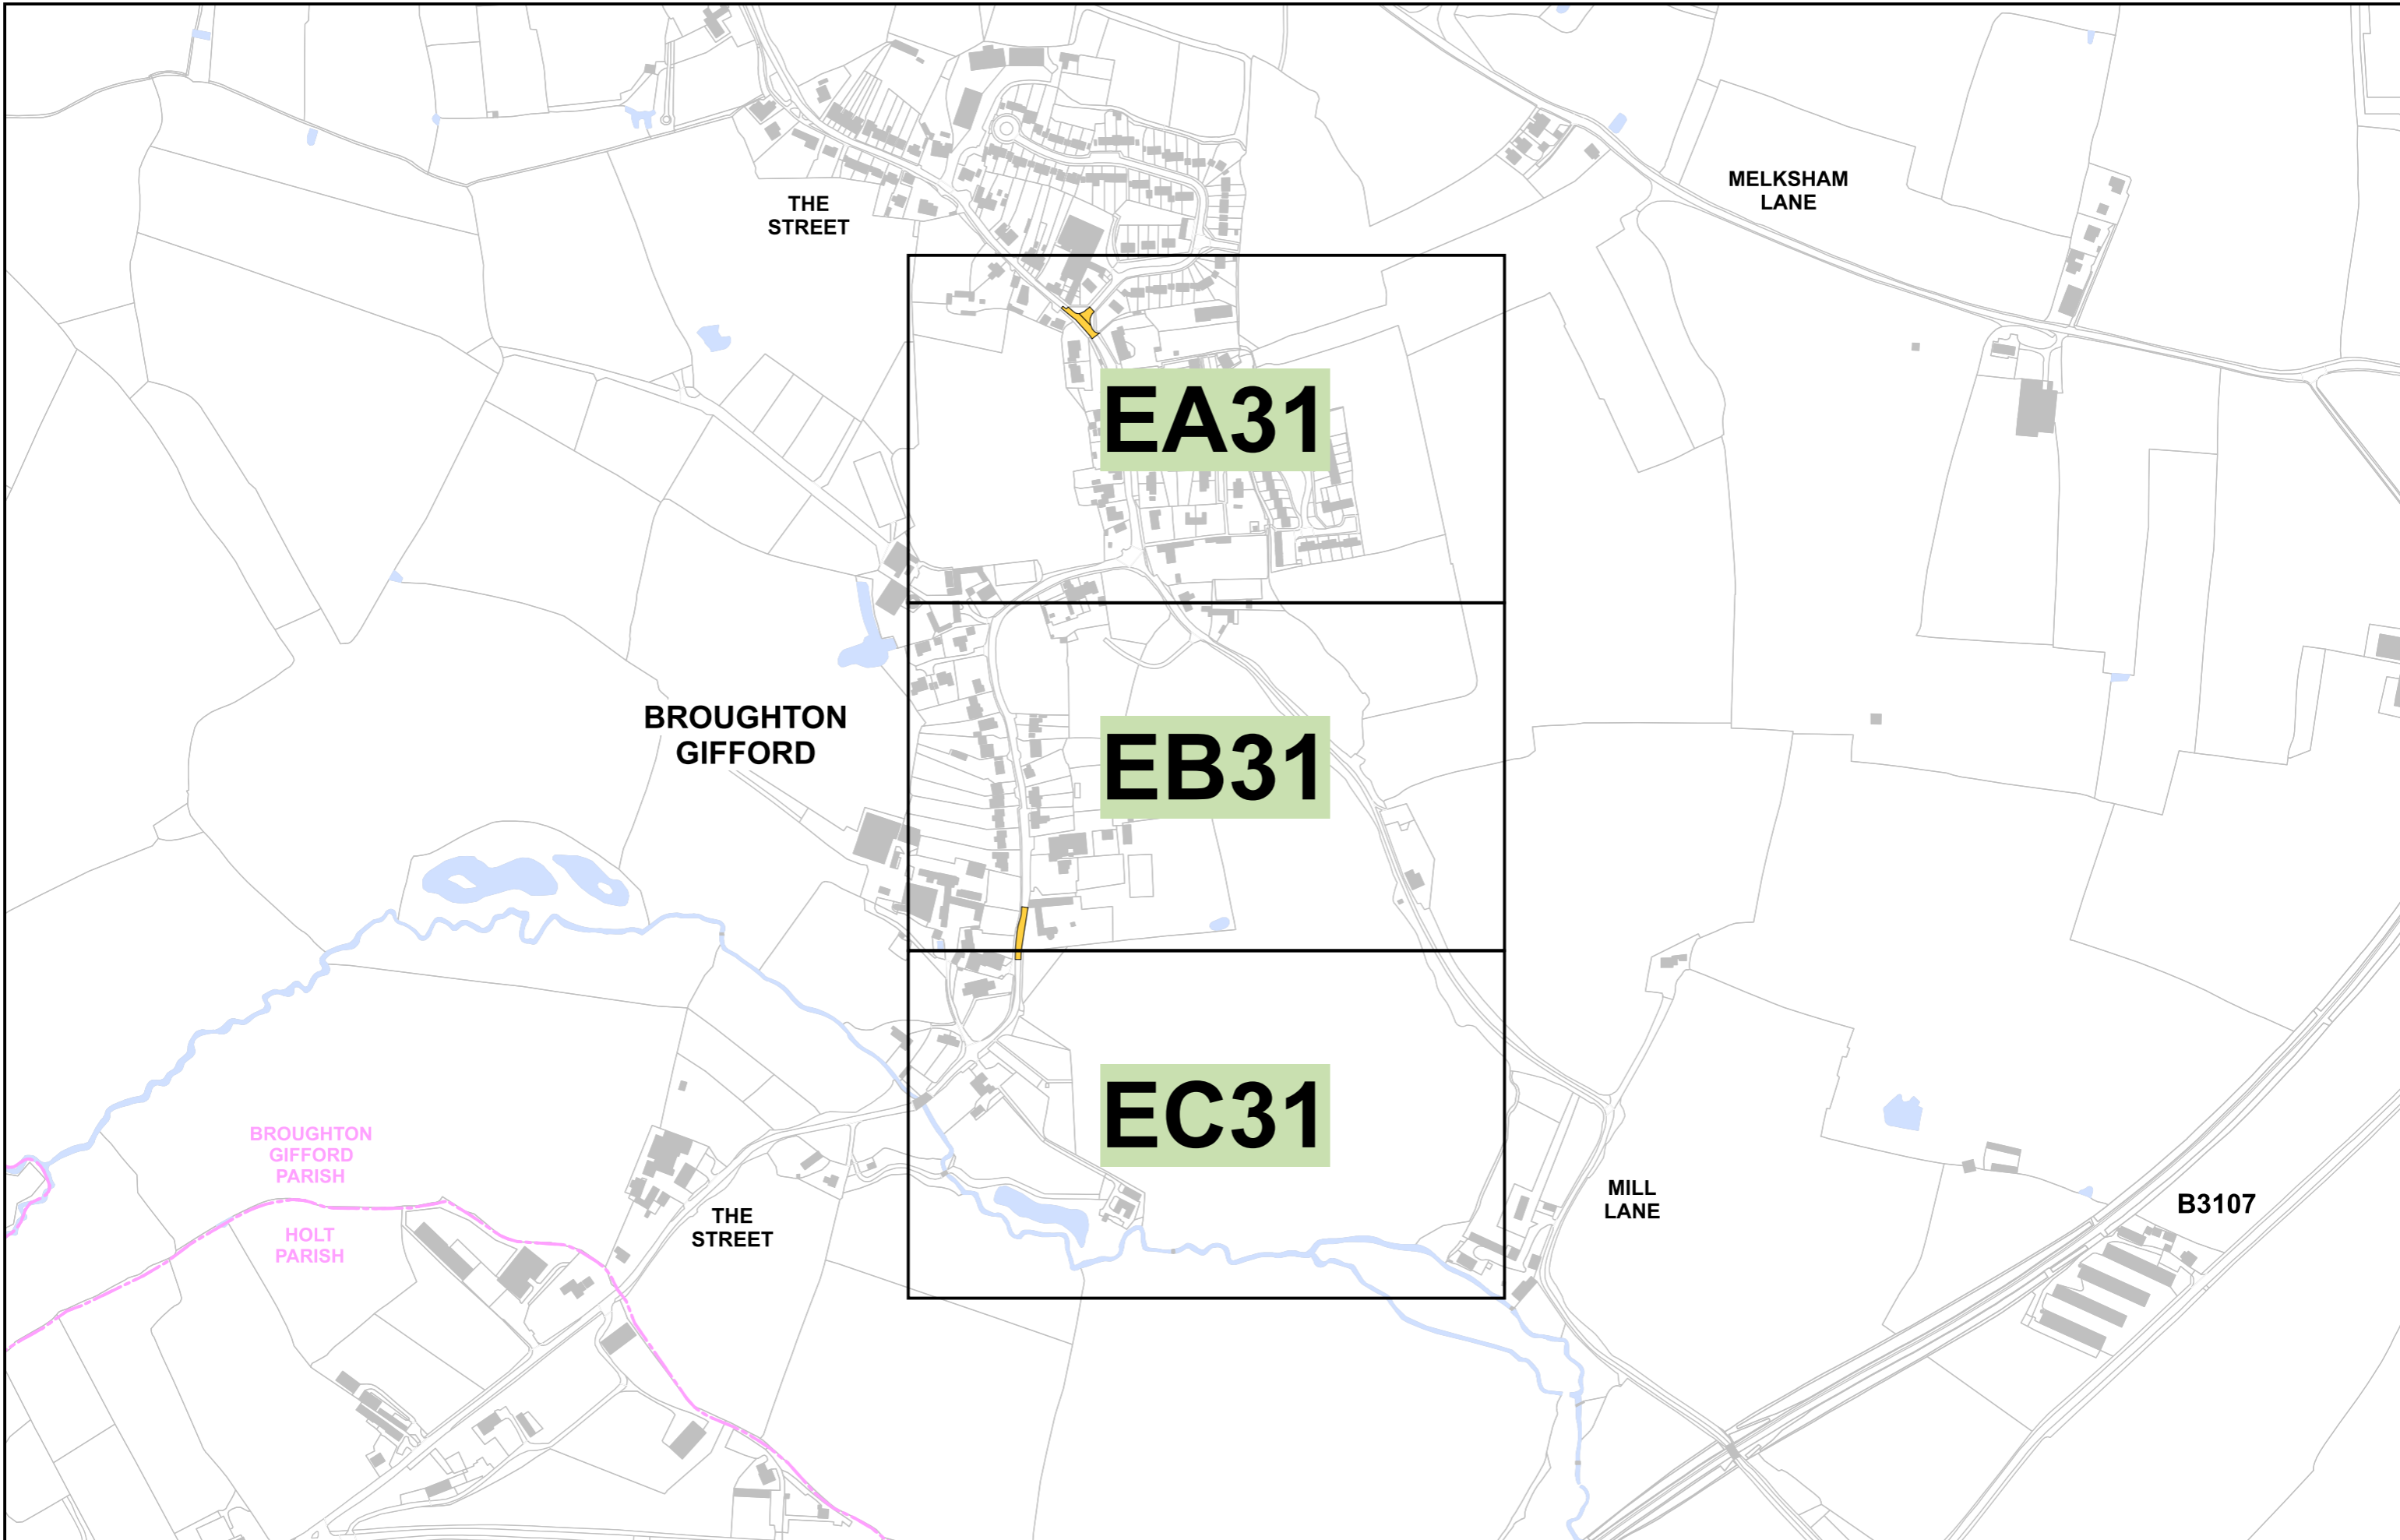 MELKSHAM
LANE
THE
STREET
EA31
BROUGHTON
GIFFORD
EB31
EC31
BROUGHTON
GIFFORD
PARISH
HOLT
PARISH
THE
STREET
MILL
LANE
B3107